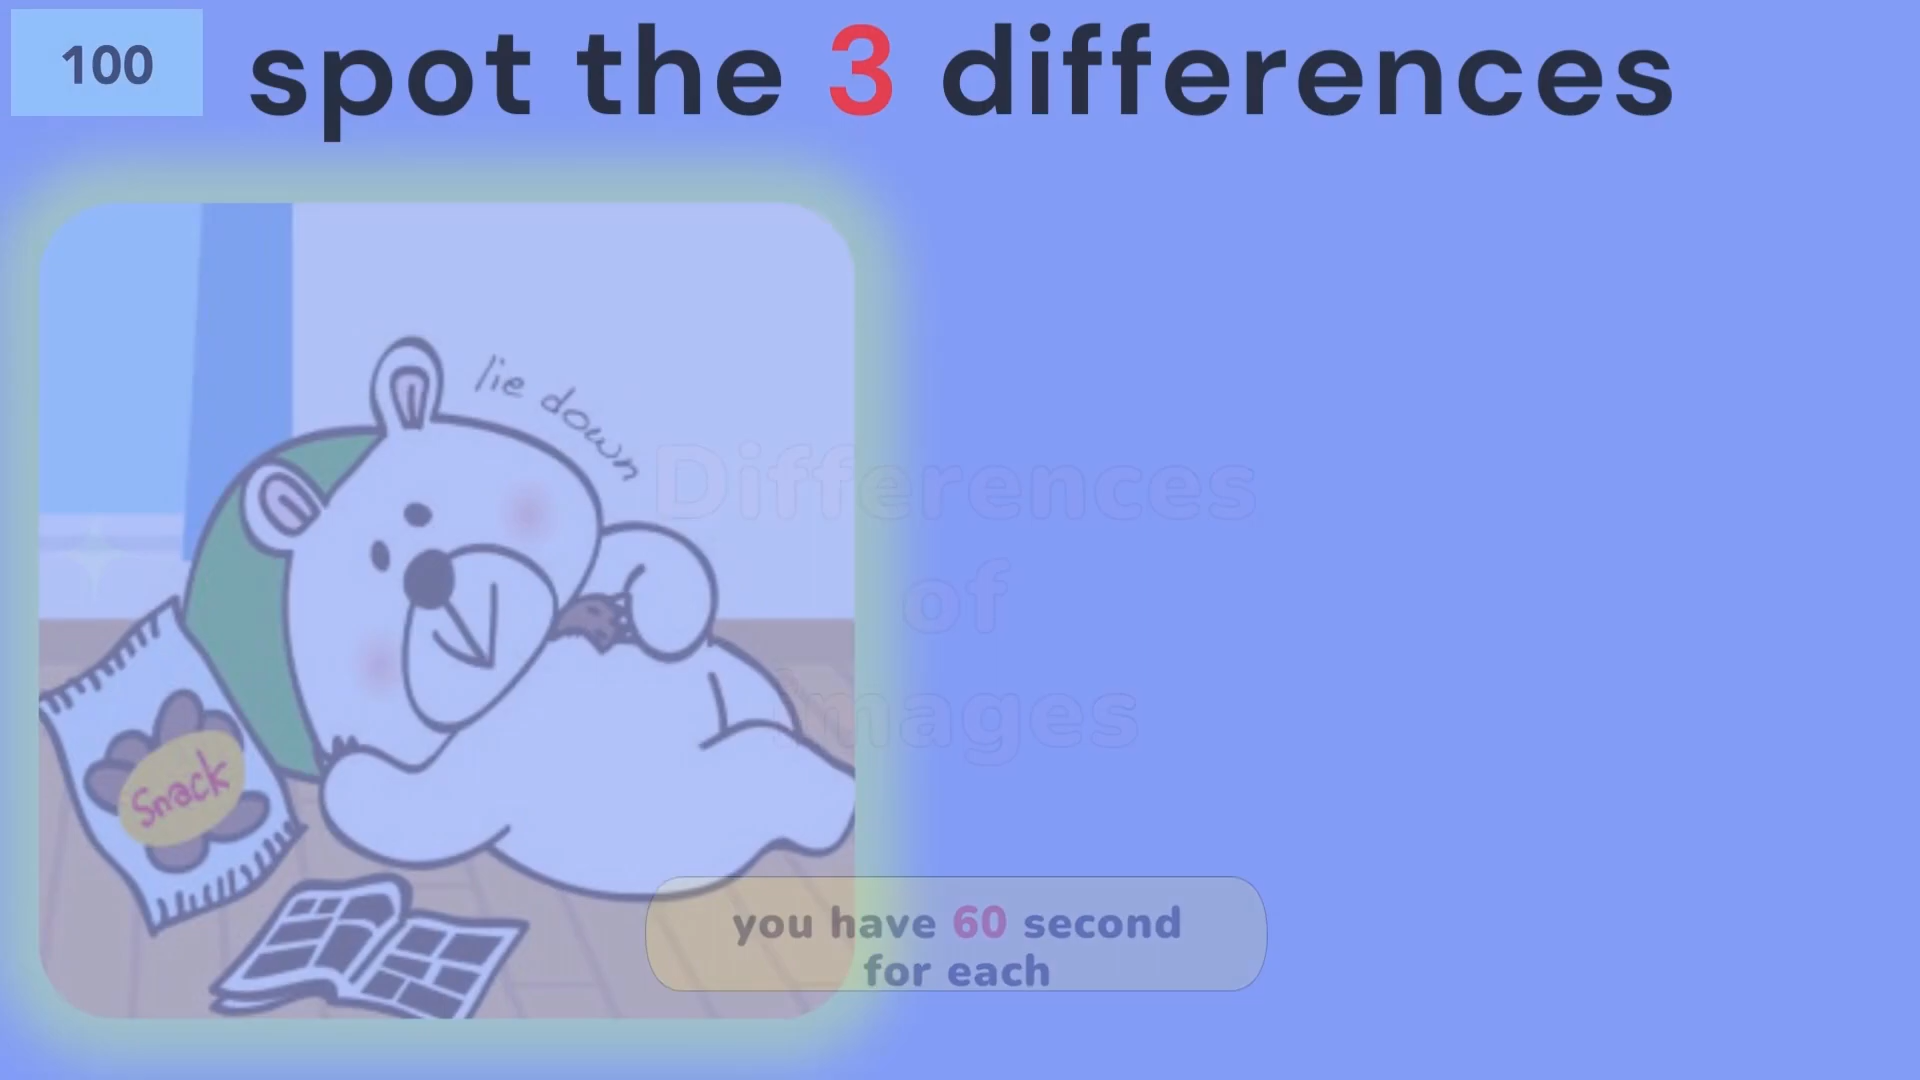 100
spot the 3 differences
lie down
Differences
of
images
Snack
you have 60 second
for each